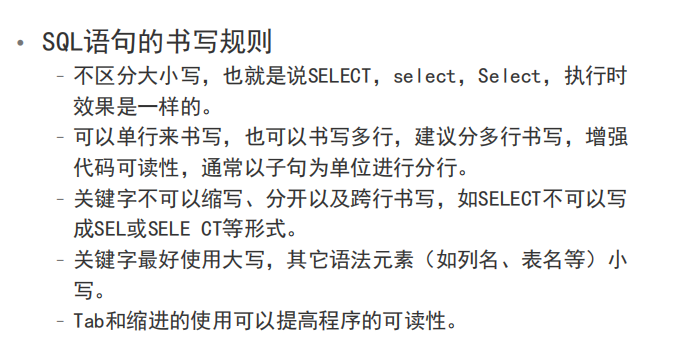 • SQL语句的书写规则
– 不区分大小写，也就是说SELECT，select，Select，执行时
效果是一样的。
– 可以单行来书写，也可以书写多行，建议分多行书写，增强
代码可读性，通常以子句为单位进行分行。
– 关键字不可以缩写、分开以及跨行书写，如SELECT不可以写
成SEL或SELE CT等形式。
– 关键字最好使用大写，其它语法元素（如列名、表名等）小
写。
– Tab和缩进的使用可以提高程序的可读性。